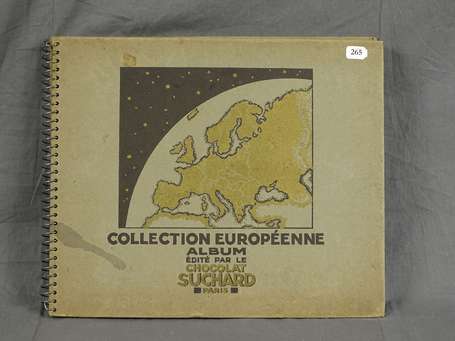 265
COLLECTION EUROPÉENNE
ALBUM
ÉDITÉ PAR LE
CHOCOLAT
SUCHARD
PARIS